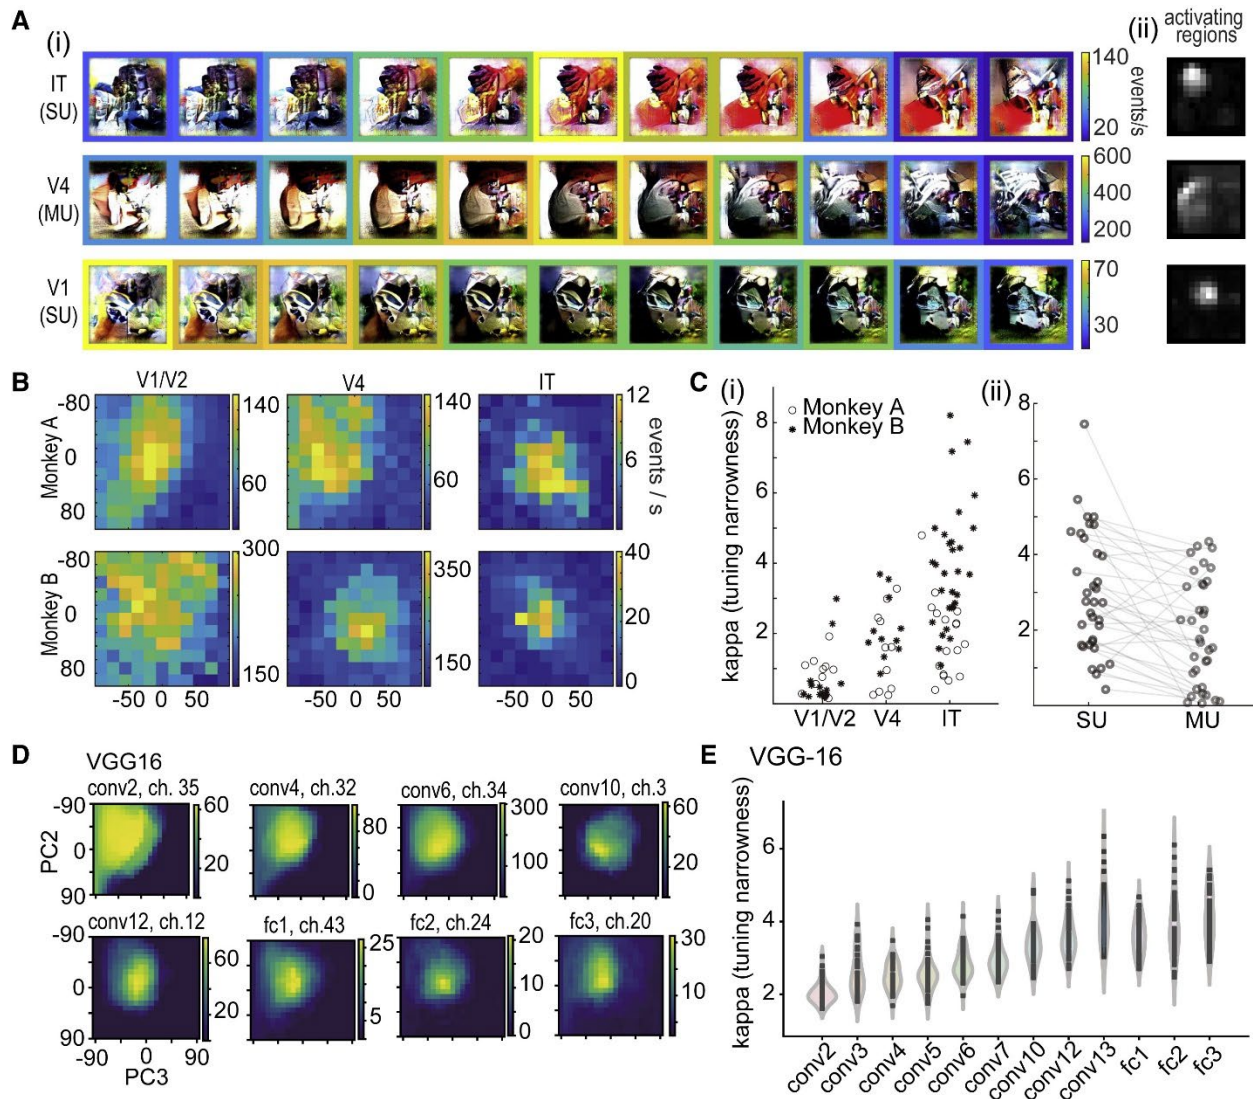 A
(i)
(ii) activating
regions
IT
(SU)
140
events/s
20
V4
(MU)
600
400
200
V1
(SU)
70
30
B
V1/V2
V4
IT
Monkey A
-80
0
80
140
60
140
60
12
6
0
events / s
Monkey B
-80
0
80
300
150
350
150
40
20
0
-50 0 50
-50 0 50
-50 0 50
C (i)
Monkey A
Monkey B
kappa (tuning narrowness)
8
6
4
2
V1/V2 V4 IT
(ii)
8
6
4
2
SU MU
D
VGG16
conv2, ch. 35
conv4, ch.32
conv6, ch.34
conv10, ch.3
PC2
-90
0
90
60
20
80
0
300
100
60
20
conv12, ch.12
fc1, ch.43
fc2, ch.24
fc3, ch.20
-90
0
90
60
20
25
5
20
10
0
30
10
-90 0 90
PC3
E VGG-16
kappa (tuning narrowness)
6
4
2
conv2 conv3 conv4 conv5 conv6 conv7 conv10 conv12 conv13 fc1 fc2 fc3